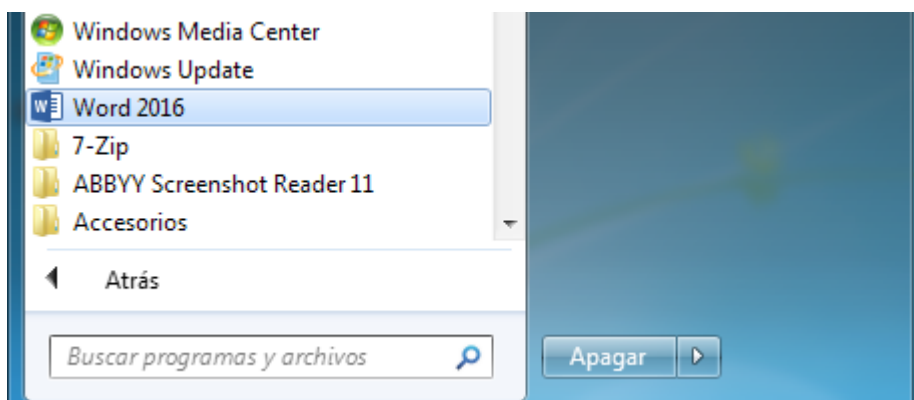 Windows Media Center
Windows Update
Word 2016
7-Zip
ABBYY Screenshot Reader 11
Accesorios
Atrás
Buscar programas y archivos
Apagar